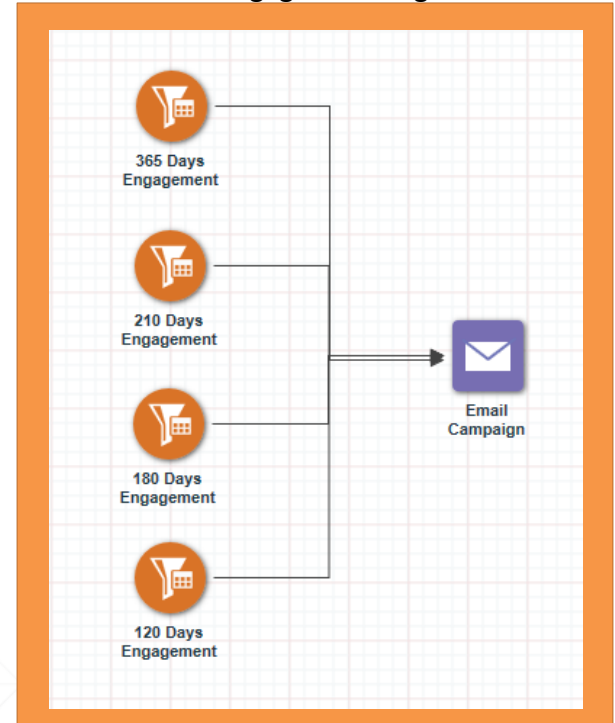 365 Days
Engagement
210 Days
Engagement
Email
Campaign
180 Days
Engagement
120 Days
Engagement